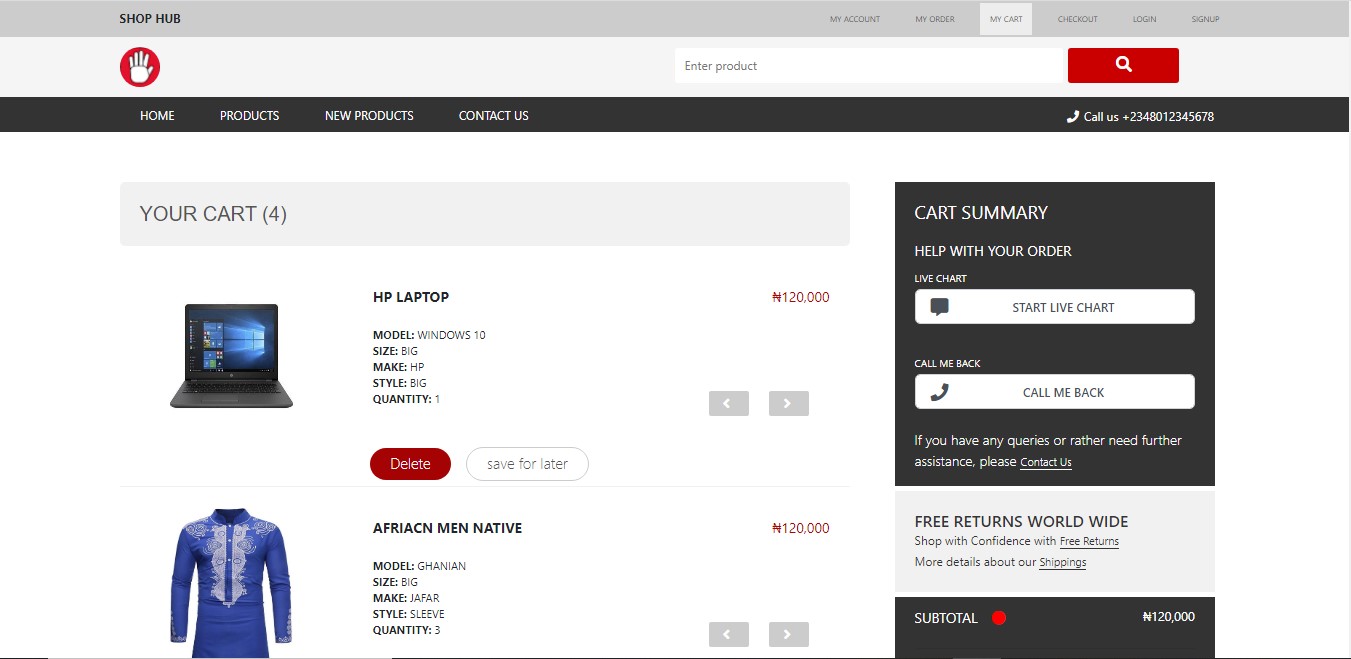 SHOP HUB
MY ACCOUNT
MY ORDER
MY CART
CHECKOUT
LOGIN
SIGNUP
Enter product
HOME
PRODUCTS
NEW PRODUCTS
CONTACT US
Call us +2348012345678
YOUR CART (4)
HP LAPTOP
₦120,000
MODEL: WINDOWS 10
SIZE: BIG
MAKE: HP
STYLE: BIG
QUANTITY: 1
Delete
save for later
AFRIACN MEN NATIVE
₦120,000
MODEL: GHANIAN
SIZE: BIG
MAKE: JAFAR
STYLE: SLEEVE
QUANTITY: 3
CART SUMMARY
HELP WITH YOUR ORDER
LIVE CHART
START LIVE CHART
CALL ME BACK
CALL ME BACK
If you have any queries or rather need further
assistance, please Contact Us
FREE RETURNS WORLD WIDE
Shop with Confidence with Free Returns
More details about our Shippings
SUBTOTAL
₦120,000